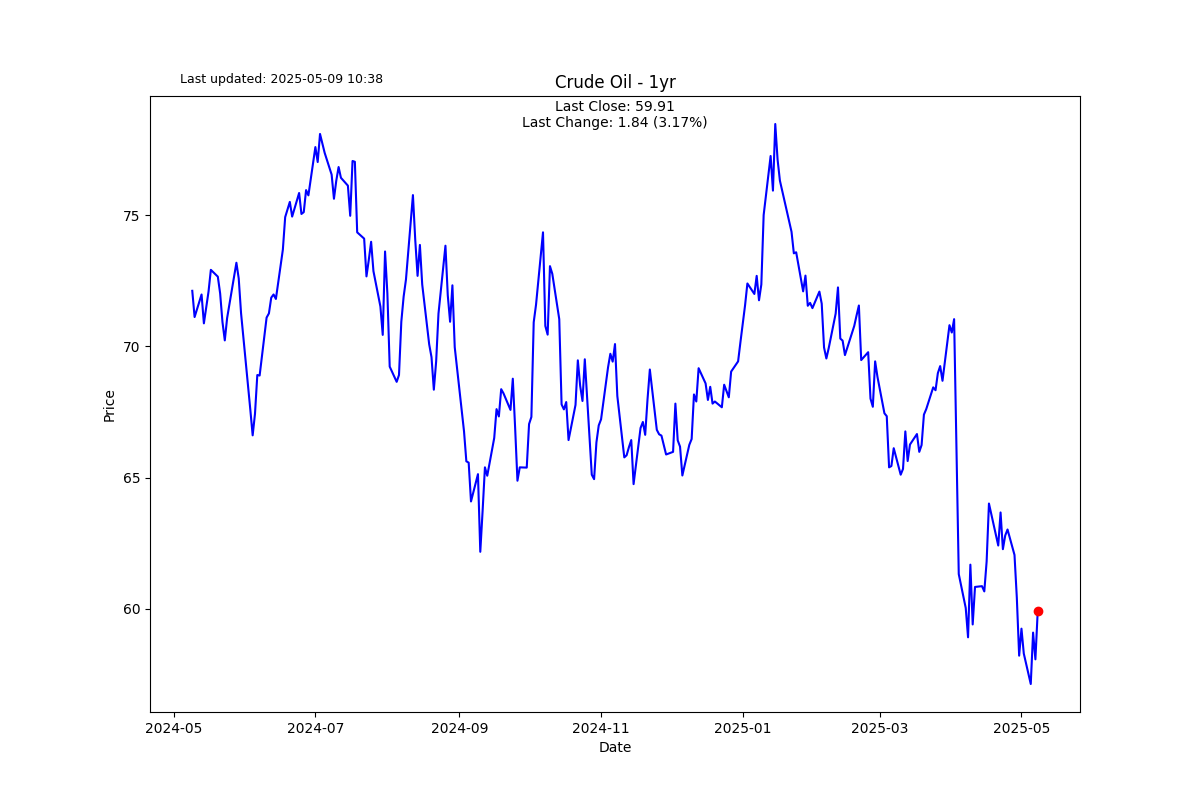 Last updated: 2025-05-09 10:38
Crude Oil - 1yr
Last Close: 59.91
Last Change: 1.84 (3.17%)
Price
75
70
65
60
2024-05
2024-07
2024-09
2024-11
2025-01
2025-03
2025-05
Date